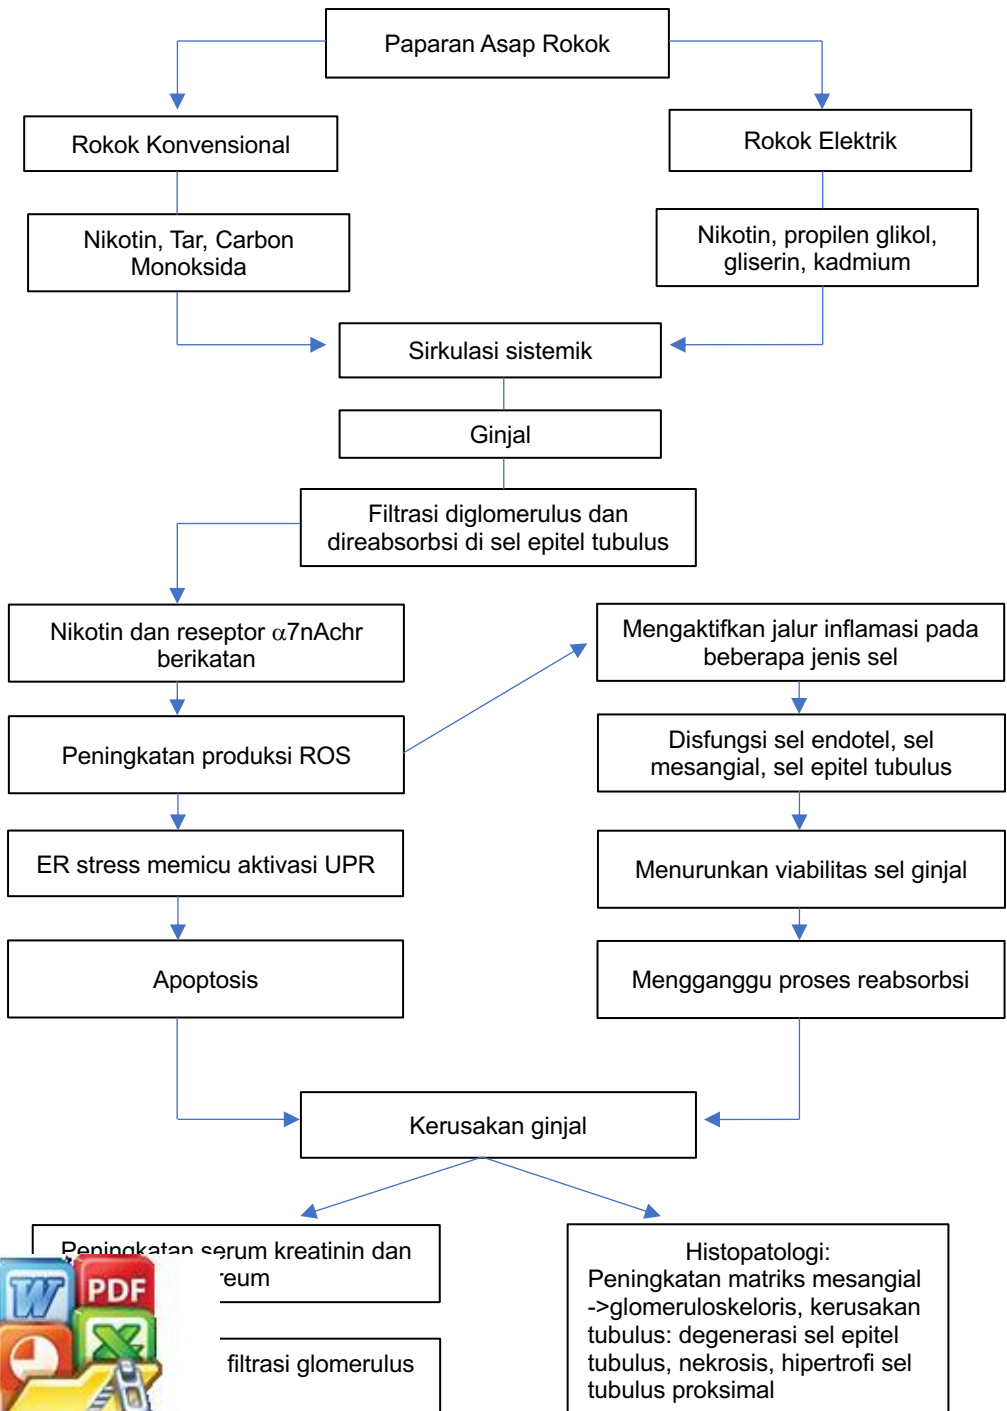 Paparan Asap Rokok
Rokok Konvensional
Rokok Elektrik
Nikotin, Tar, Carbon
Monoksida
Nikotin, propilen glikol,
gliserin, kadmium
Sirkulasi sistemik
Ginjal
Filtrasi diglomerulus dan
direabsorbsi di sel epitel tubulus
Nikotin dan reseptor α7nAchr
berikatan
Mengaktifkan jalur inflamasi pada
beberapa jenis sel
Peningkatan produksi ROS
Disfungsi sel endotel, sel
mesangial, sel epitel tubulus
ER stress memicu aktivasi UPR
Menurunkan viabilitas sel ginjal
Apoptosis
Mengganggu proses reabsorbsi
Kerusakan ginjal
Peningkatan serum kreatinin dan
reum
filtrasi glomerulus
Histopatologi:
Peningkatan matriks mesangial
->glomeruloskeloris, kerusakan
tubulus: degenerasi sel epitel
tubulus, nekrosis, hipertrofi sel
tubulus proksimal
W
PDF
X